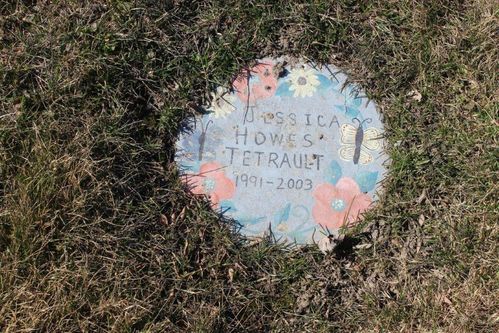 JESSICA
HOWES
TETRAULT
1991-2003